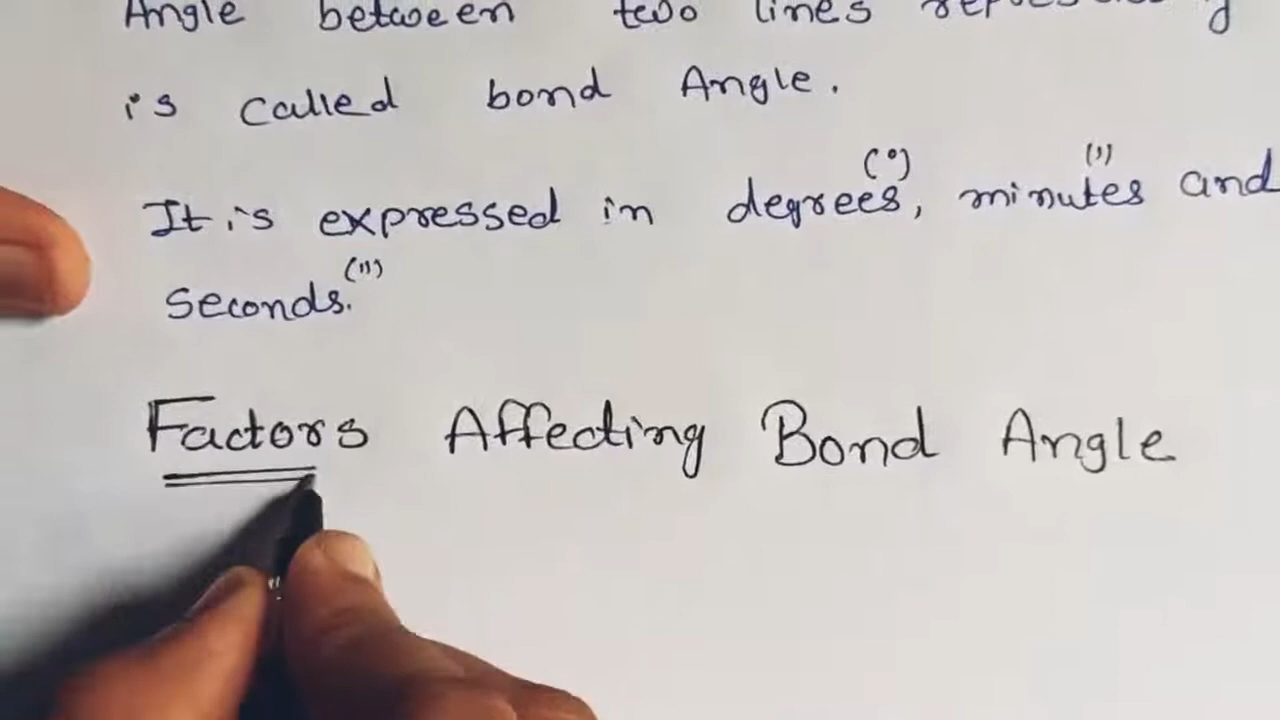 Angle between two lines
is called bond Angle.
(°) (')
It is expressed in degrees, minutes and
('')
seconds.
Factors Affecting Bond Angle